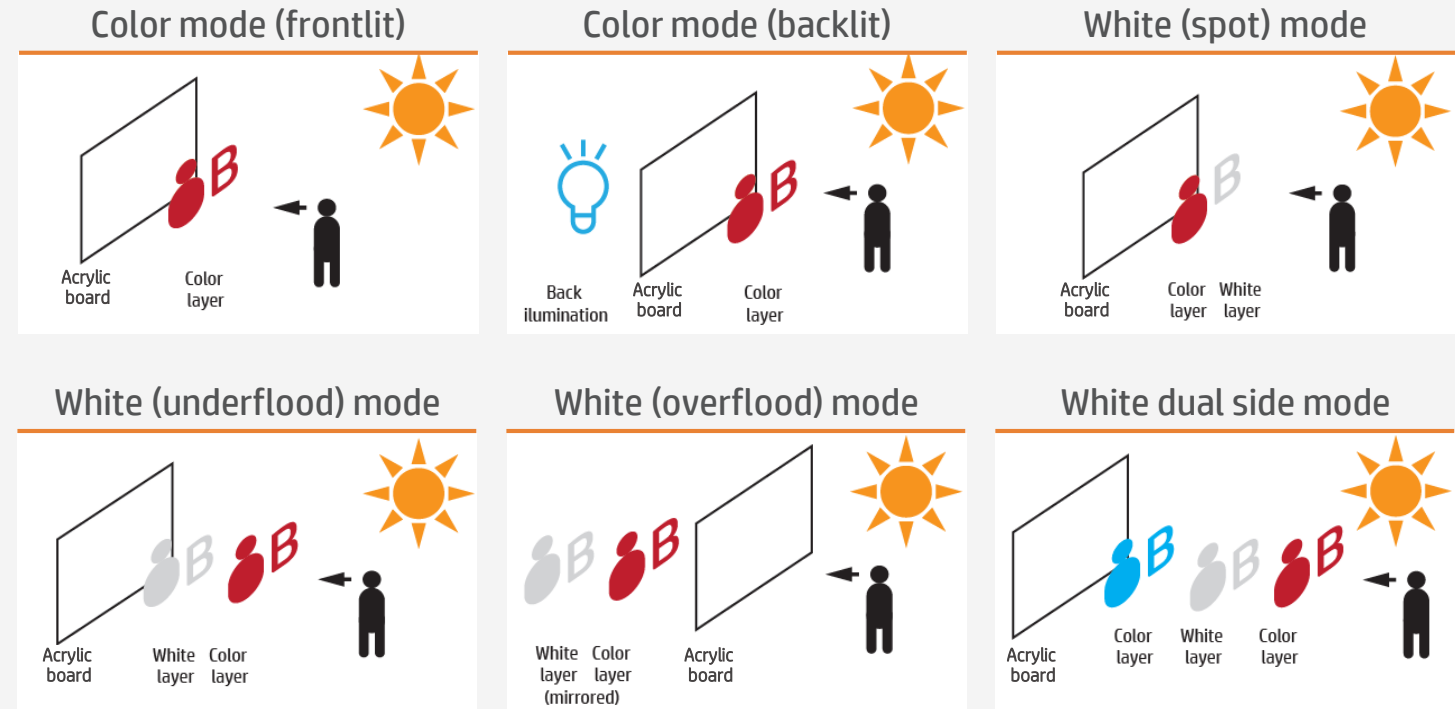 Color mode (frontlit)
Color mode (backlit)
White (spot) mode
B
Acrylic
board
Color
layer
B
Back
ilumination
Acrylic
board
Color
layer
B
Acrylic
board
Color
layer
White
layer
White (underflood) mode
White (overflood) mode
White dual side mode
B
B
Acrylic
board
White
layer
Color
layer
B
B
White
layer
Color
layer
(mirrored)
Acrylic
board
B
B
B
Acrylic
board
Color
layer
White
layer
Color
layer